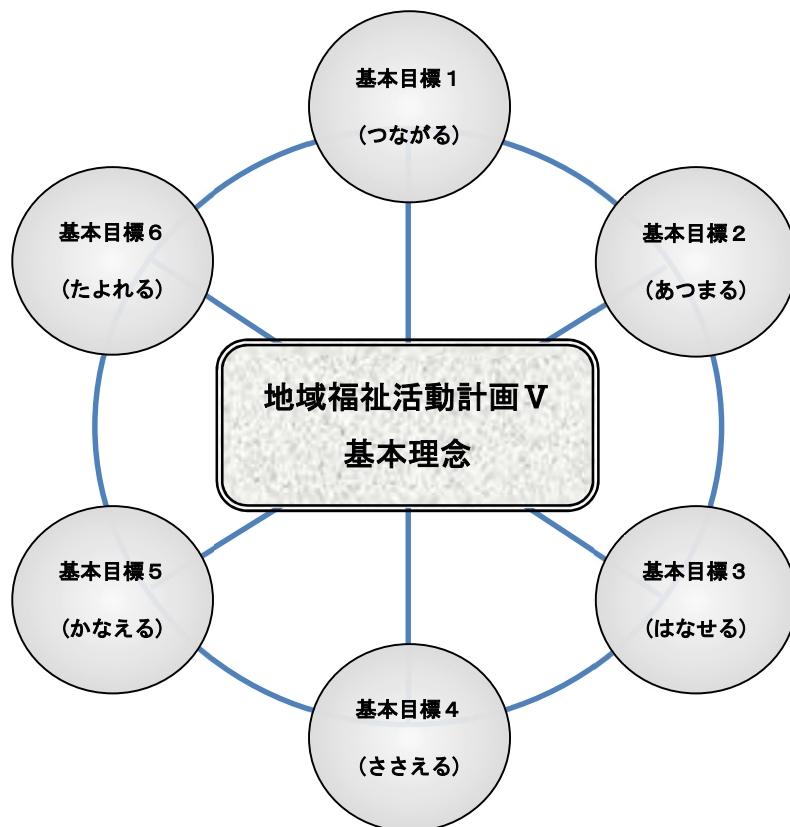 基本目標１
（つながる）
基本目標２
（あつまる）
基本目標３
（はなせる）
基本目標４
（ささえる）
基本目標５
（かなえる）
基本目標６
（たよれる）
地域福祉活動計画Ⅴ
基本理念